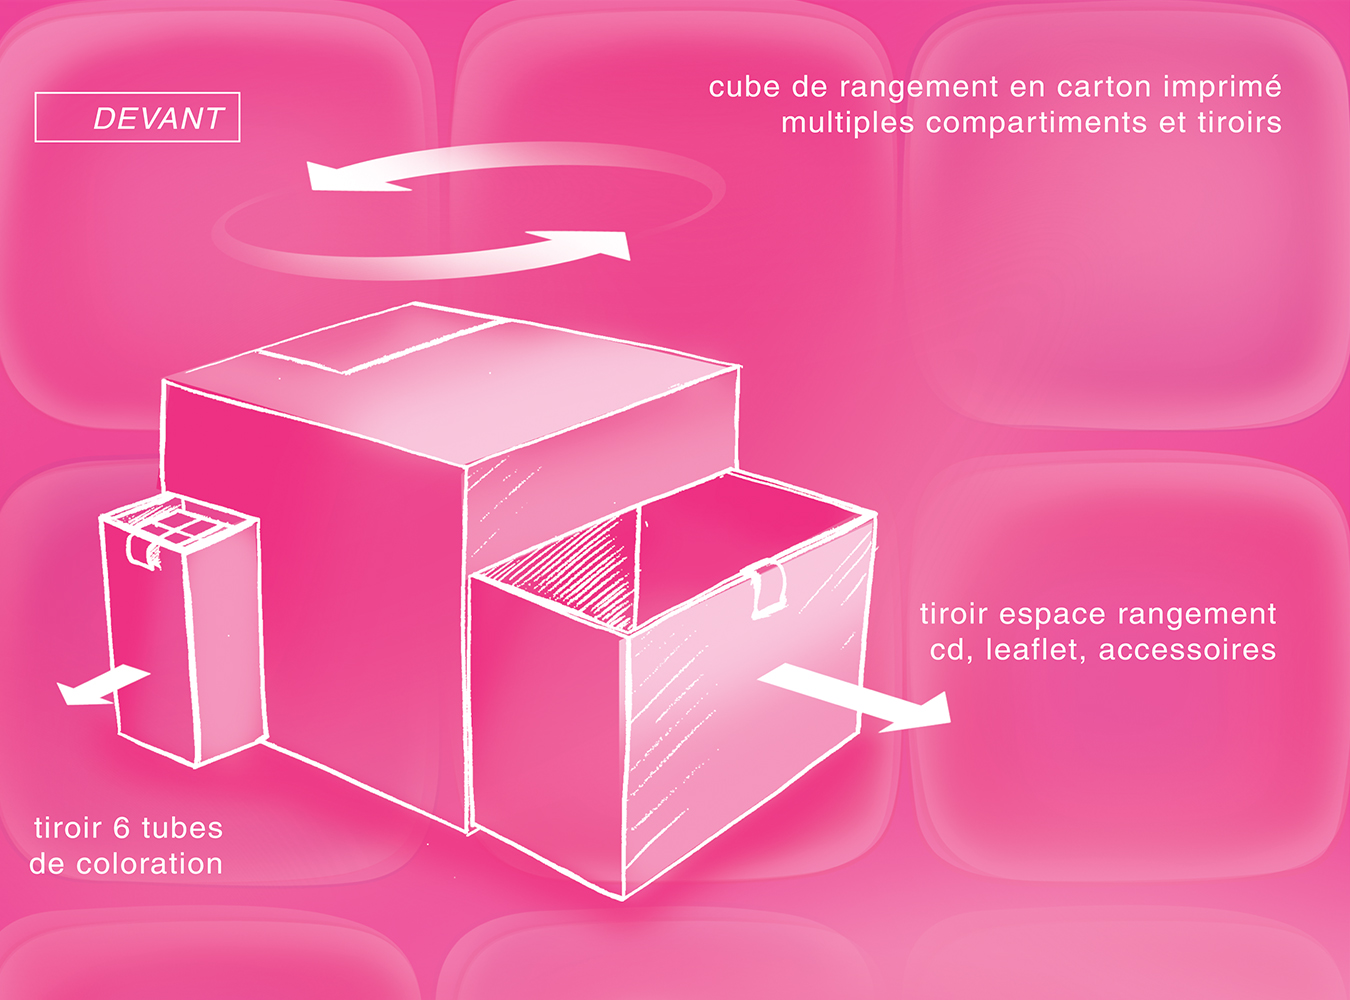 DEVANT
cube de rangement en carton imprimé
multiples compartiments et tiroirs
tiroir espace rangement
cd, leaflet, accessoires
tiroir 6 tubes
de coloration